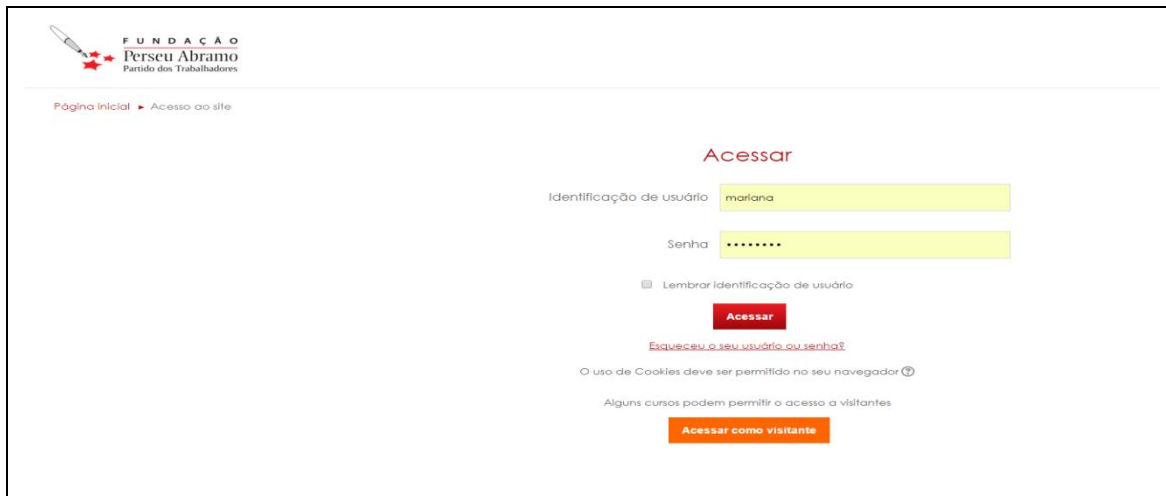 FUNDAÇÃO
Perseu Abramo
Partido dos Trabalhadores
Página inicial ► Acesso ao site
Acessar
Identificação de usuário mariana
Senha ••••••••
Lembrar identificação de usuário
Acessar
Esqueceu o seu usuário ou senha?
O uso de Cookies deve ser permitido no seu navegador ?
Alguns cursos podem permitir o acesso a visitantes
Acessar como visitante